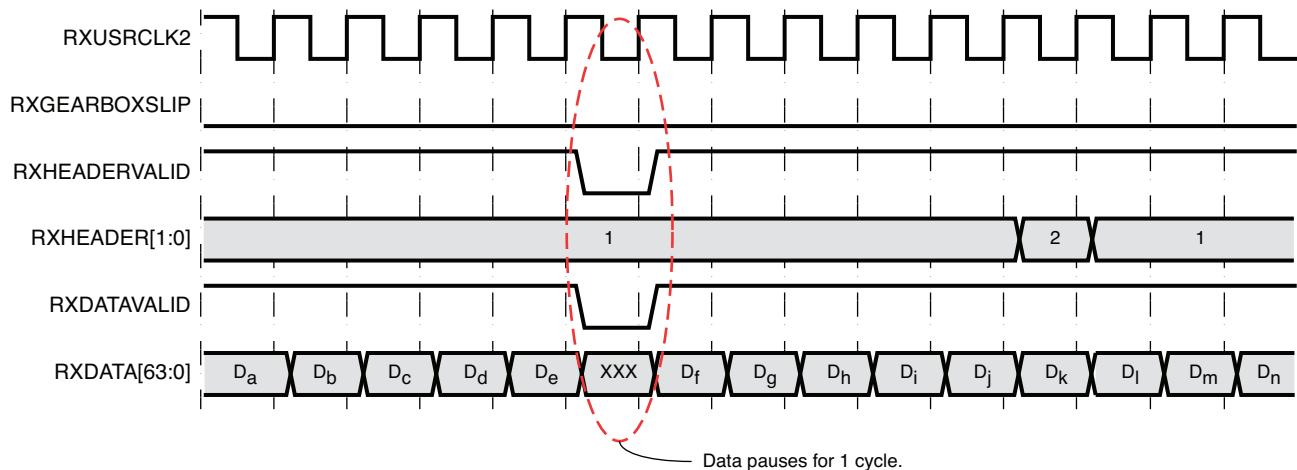 RXUSRCLK2
RXGEARBOXSLIP
RXHEADERVALID
RXHEADER[1:0] 1 2 1
RXDATAVALID
RXDATA[63:0] Da Db Dc Dd De XXX Df Dg Dh Di Dj Dk Dl Dm Dn
Data pauses for 1 cycle.